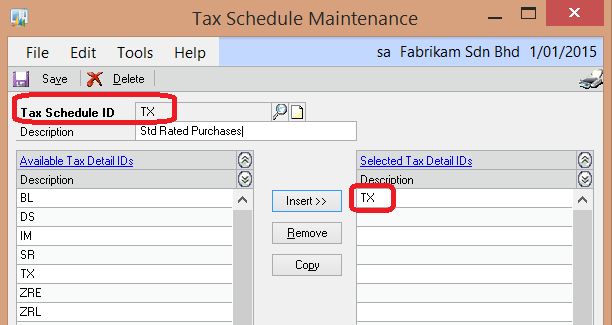 Tax Schedule Maintenance
File Edit Tools Help sa Fabrikam Sdn Bhd 1/01/2015
Save Delete
Tax Schedule ID TX
Description Std Rated Purchases
Available Tax Detail IDs Selected Tax Detail IDs
Description Description
BL Insert >> TX
DS
IM Remove
SR
TX Copy
ZRE
ZRL